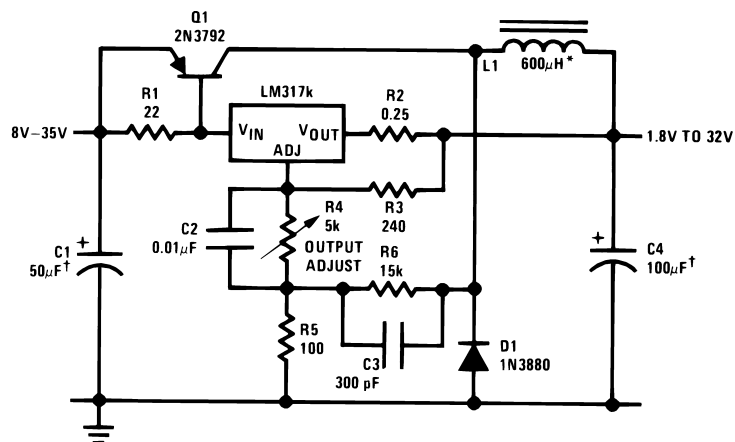 Q1
2N3792
L1
600μH*
R1
22
LM317k
R2
0.25
8V–35V
VIN
VOUT
ADJ
1.8V TO 32V
R3
240
R4
5k
OUTPUT
ADJUST
C2
0.01μF
C1
50μF†
R6
15k
C4
100μF†
R5
100
C3
300 pF
D1
1N3880
+
+